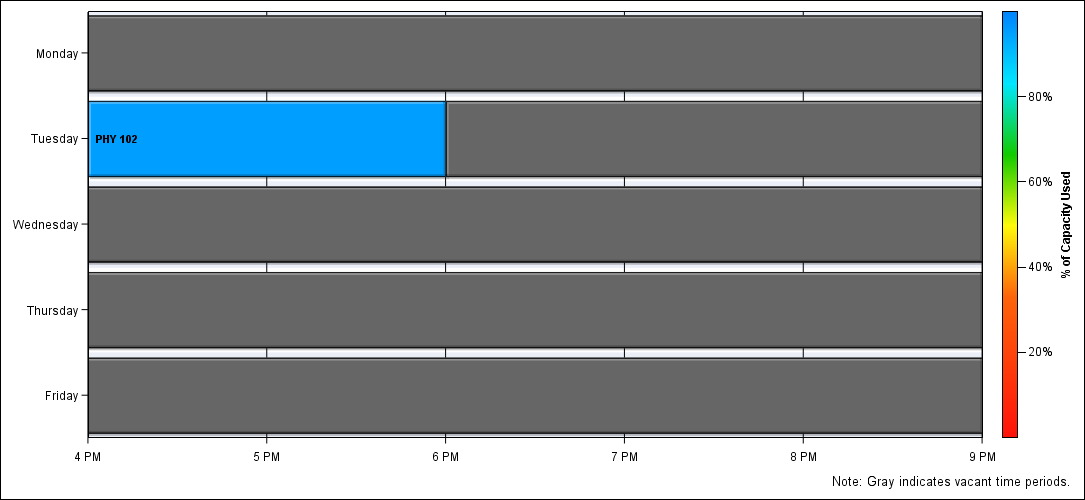 Monday
Tuesday
PHY 102
Wednesday
Thursday
Friday
4 PM
5 PM
6 PM
7 PM
8 PM
9 PM
80%
60%
40%
20%
% of Capacity Used
Note: Gray indicates vacant time periods.